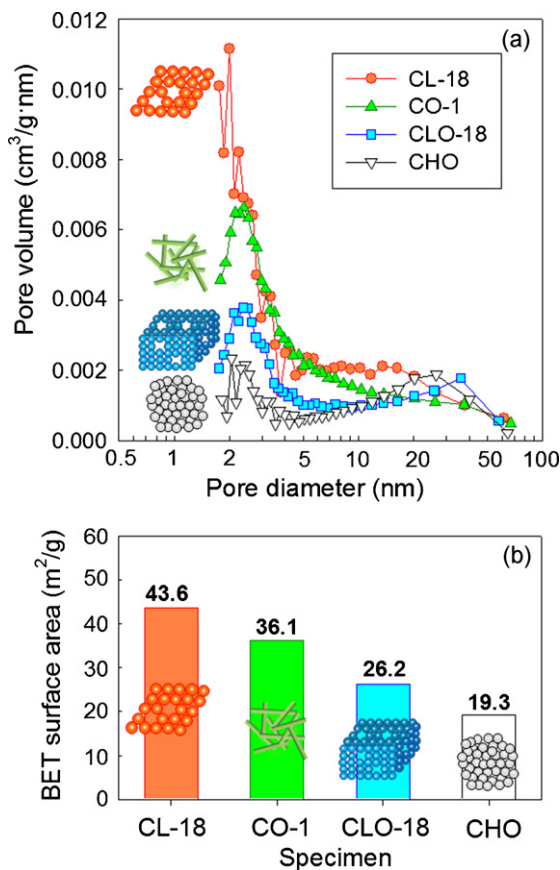 (a)
CL-18
CO-1
CLO-18
CHO
Pore volume (cm³/g·nm)
0.012
0.010
0.008
0.006
0.004
0.002
0.000
0.5 1 2 5 10 20 50 100
Pore diameter (nm)
(b)
BET surface area (m²/g)
60
50
40
30
20
10
0
43.6
36.1
26.2
19.3
CL-18 CO-1 CLO-18 CHO
Specimen